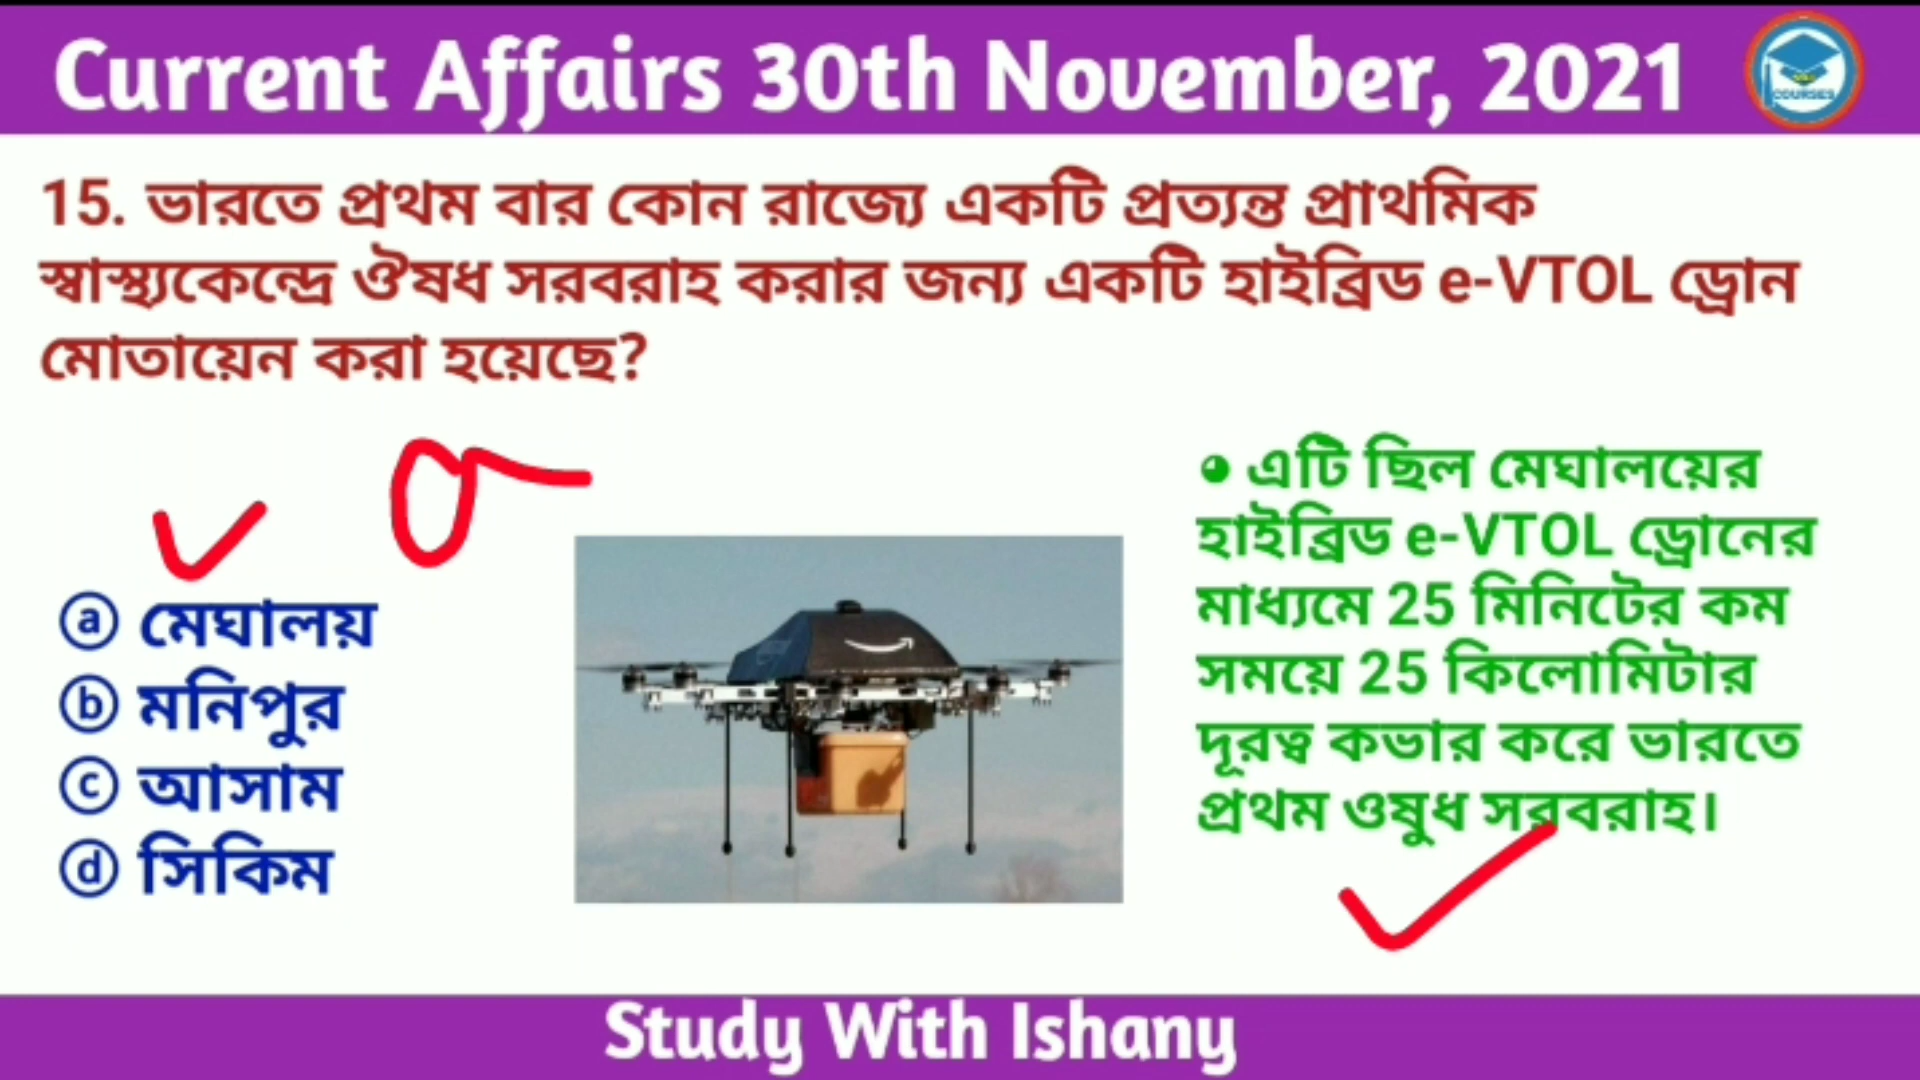 Current Affairs 30th November, 2021
COURSES
15. ভারতে প্রথম বার কোন রাজ্যে একটি প্রত্যন্ত প্রাথমিক
স্বাস্থ্যকেন্দ্রে ঔষধ সরবরাহ করার জন্য একটি হাইব্রিড e-VTOL ড্রোন
মোতায়েন করা হয়েছে?
a
ⓐ মেঘালয়
ⓑ মনিপুর
ⓒ আসাম
ⓓ সিকিম
এটি ছিল মেঘালয়ের
হাইব্রিড e-VTOL ড্রোনের
মাধ্যমে 25 মিনিটের কম
সময়ে 25 কিলোমিটার
দূরত্ব কভার করে ভারতে
প্রথম ওষুধ সরবরাহ।
Study With Ishany